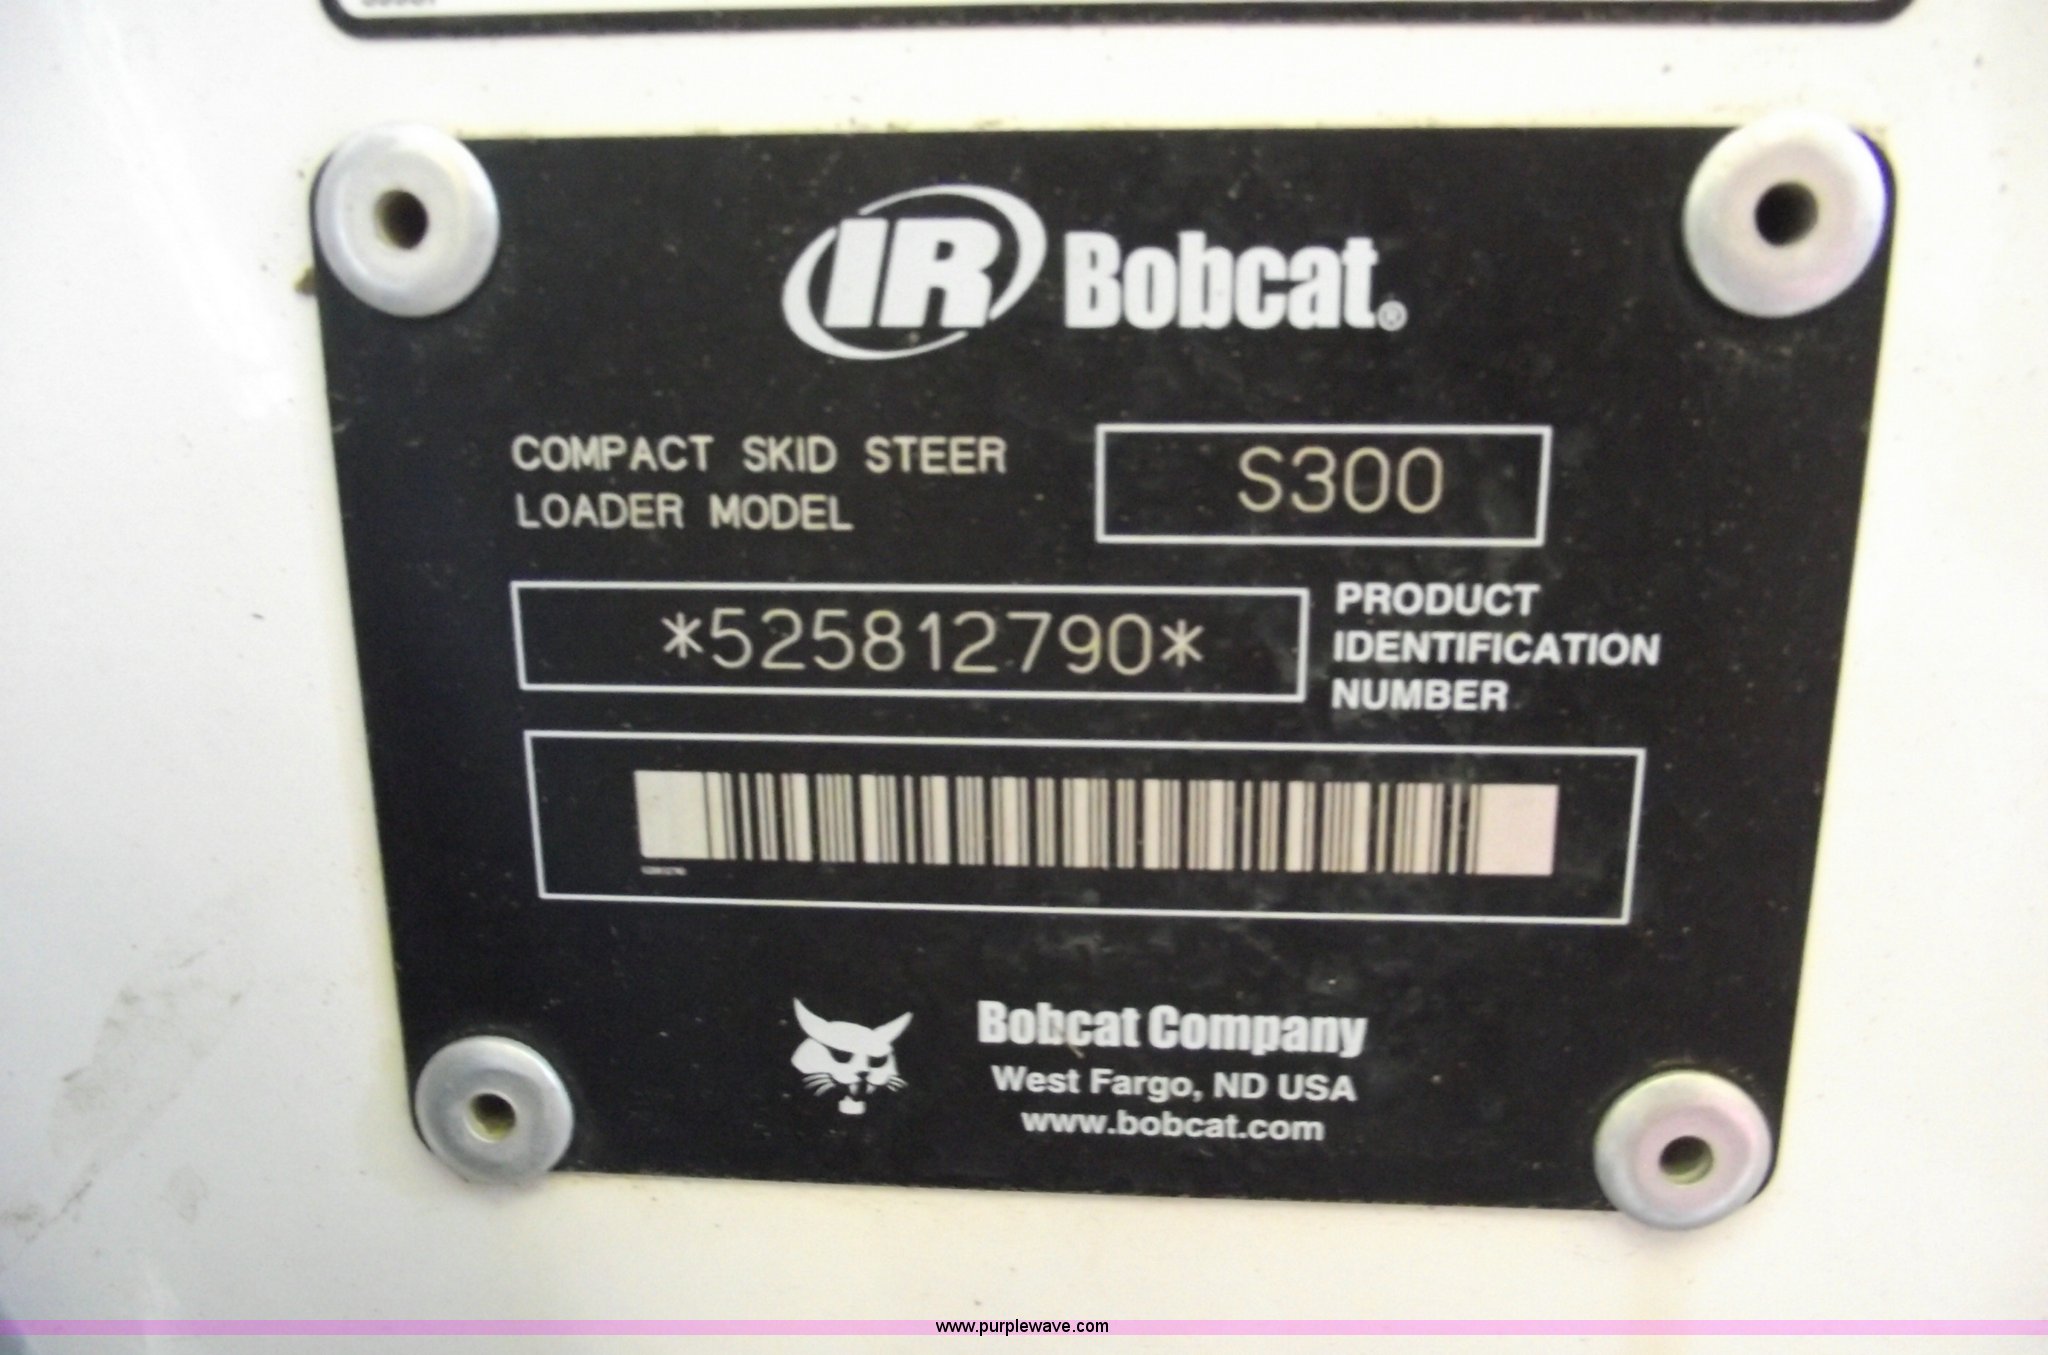 IR Bobcat®
COMPACT SKID STEER
LOADER MODEL
S300
*525812790*
PRODUCT
IDENTIFICATION
NUMBER
Bobcat Company
West Fargo, ND USA
www.bobcat.com
www.purplewave.com